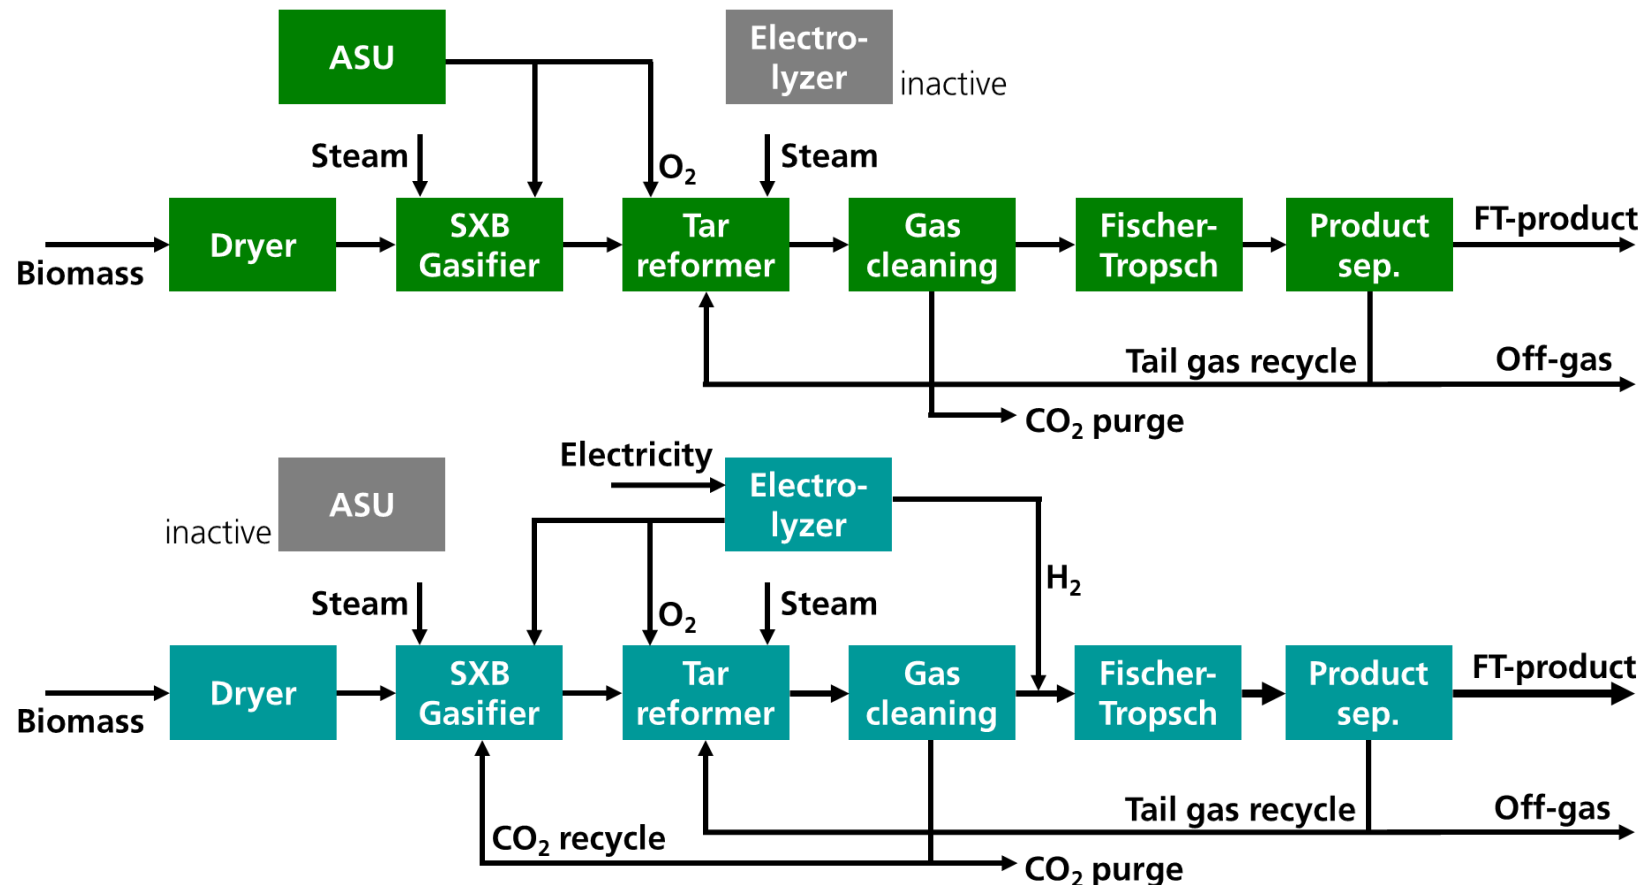 ASU
Electro-
lyzer
inactive
Steam
O₂
Steam
Biomass
Dryer
SXB
Gasifier
Tar
reformer
Gas
cleaning
Fischer-
Tropsch
Product
sep.
FT-product
Tail gas recycle
Off-gas
CO₂ purge
Electricity
inactive
ASU
Electro-
lyzer
Steam
O₂
Steam
H₂
Biomass
Dryer
SXB
Gasifier
Tar
reformer
Gas
cleaning
Fischer-
Tropsch
Product
sep.
FT-product
CO₂ recycle
Tail gas recycle
Off-gas
CO₂ purge